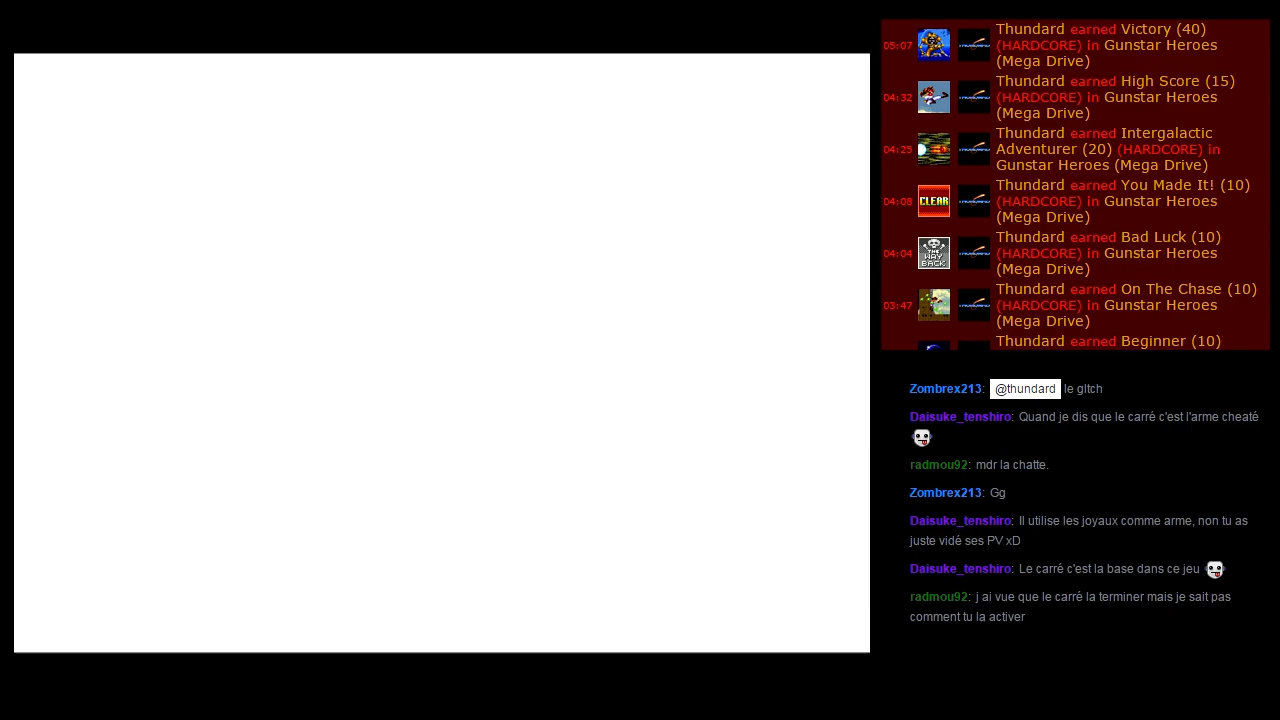 05:07
Thundard earned Victory (40)
(HARDCORE) in Gunstar Heroes
(Mega Drive)
04:32
Thundard earned High Score (15)
(HARDCORE) in Gunstar Heroes
(Mega Drive)
04:25
Thundard earned Intergalactic
Adventurer (20) (HARDCORE) in
Gunstar Heroes (Mega Drive)
04:08
CLEAR
Thundard earned You Made It! (10)
(HARDCORE) in Gunstar Heroes
(Mega Drive)
04:04
THE
WAY
BACK
Thundard earned Bad Luck (10)
(HARDCORE) in Gunstar Heroes
(Mega Drive)
03:47
Thundard earned On The Chase (10)
(HARDCORE) in Gunstar Heroes
(Mega Drive)
Thundard earned Beginner (10)
Zombrex213: @thundard le gltch
Daisuke_tenshiro: Quand je dis que le carré c'est l'arme cheaté
radmou92: mdr la chatte.
Zombrex213: Gg
Daisuke_tenshiro: Il utilise les joyaux comme arme, non tu as
juste vidé ses PV xD
Daisuke_tenshiro: Le carré c'est la base dans ce jeu
radmou92: j ai vue que le carré la terminer mais je sait pas
comment tu la activer